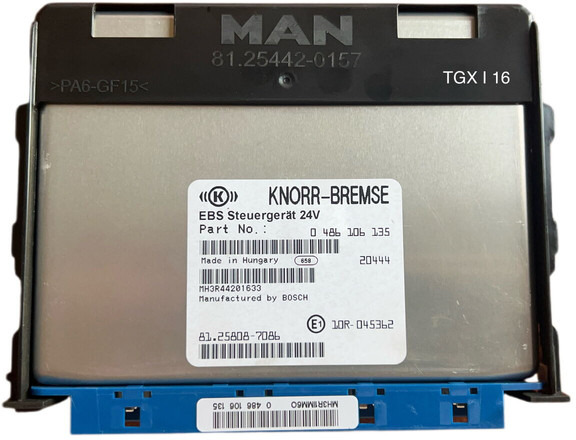 MAN
81.25442-0157
>PA6-GF15<
TGX I 16
((K)) KNORR-BREMSE
EBS Steuergerät 24V
Part No.: 0 486 106 135
Made in Hungary 658 20444
MH3R44201633
Manufactured by BOSCH
E1 10R-045362
81.25808-7086
MH3R1MM6O
0 486 106 135